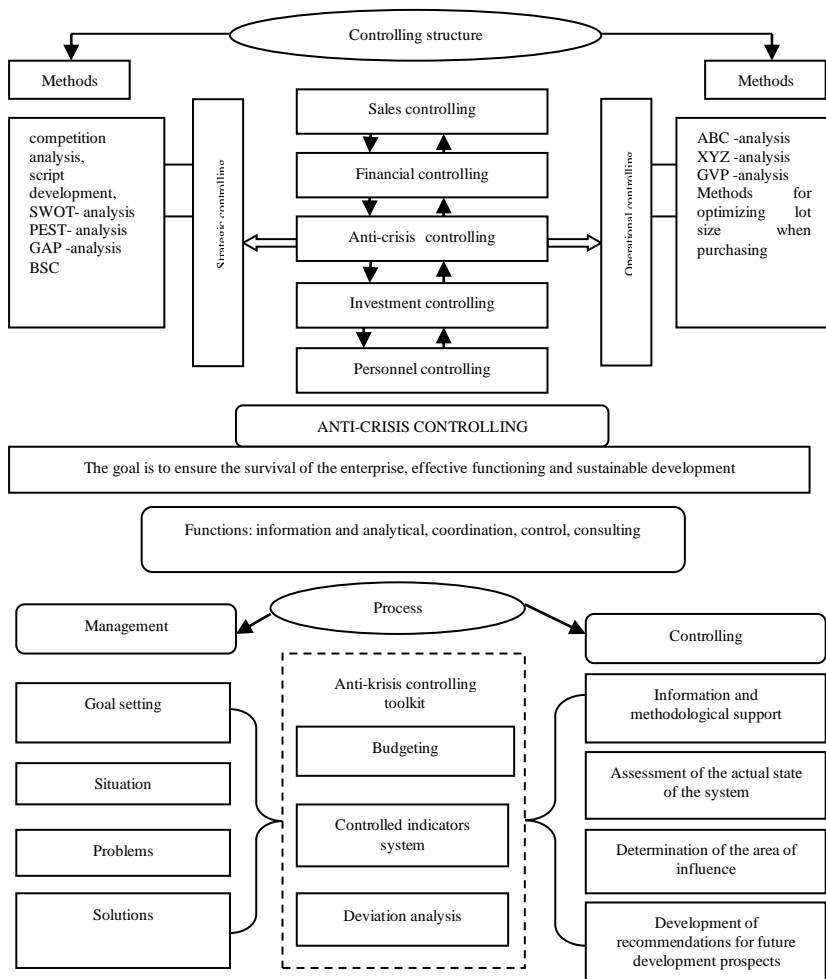 Controlling structure
Methods
Methods
competition
analysis,
script
development,
SWOT- analysis
PEST- analysis
GAP -analysis
BSC
Strategic controlling
Sales controlling
Financial controlling
Anti-crisis controlling
Investment controlling
Personnel controlling
Operational controlling
ABC -analysis
XYZ -analysis
GVP -analysis
Methods for
optimizing lot
size when
purchasing
ANTI-CRISIS CONTROLLING
The goal is to ensure the survival of the enterprise, effective functioning and sustainable development
Functions: information and analytical, coordination, control, consulting
Process
Management
Controlling
Goal setting
Situation
Problems
Solutions
Anti-krisis controlling
toolkit
Budgeting
Controlled indicators
system
Deviation analysis
Information and
methodological support
Assessment of the actual state
of the system
Determination of the area of
influence
Development of
recommendations for future
development prospects